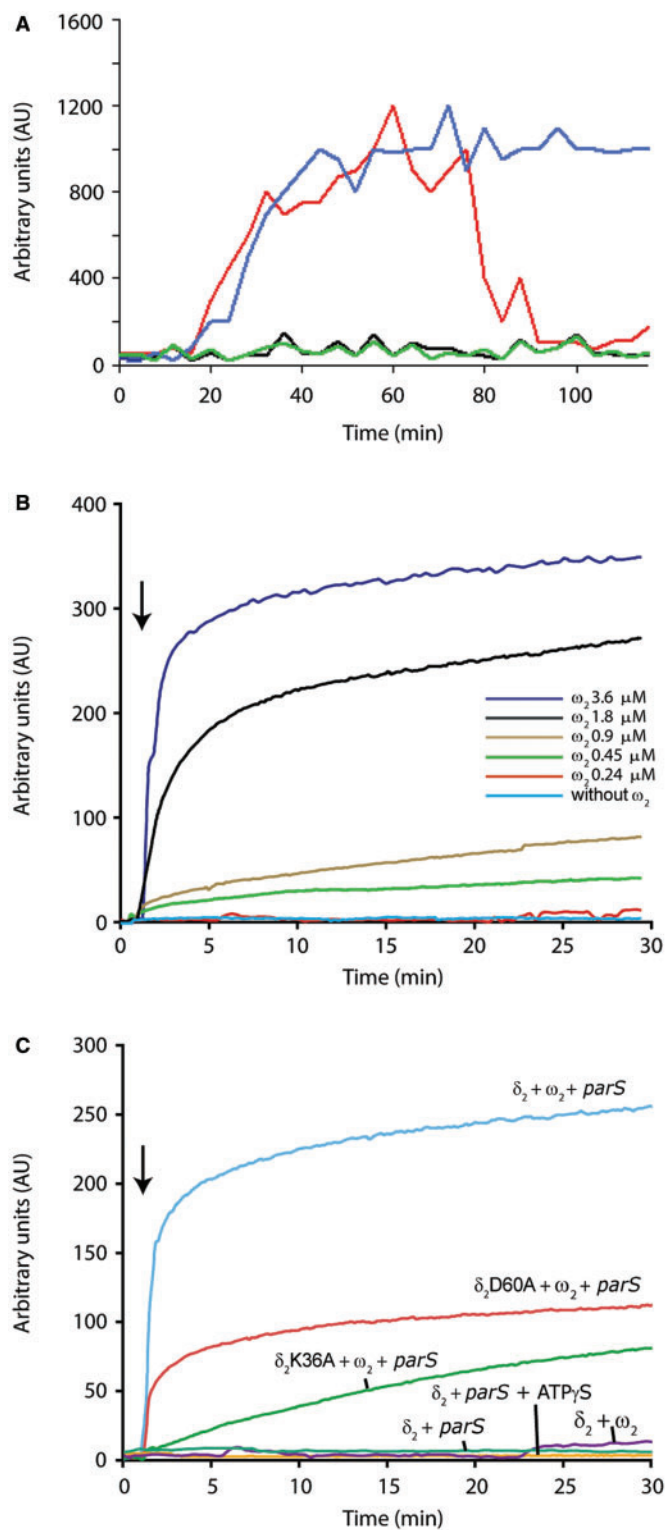 A
1600
1200
800
400
0
Arbitrary units (AU)
0 20 40 60 80 100
Time (min)
B
400
300
200
100
0
Arbitrary units (AU)
ω₂ 3.6 μM
ω₂ 1.8 μM
ω₂ 0.9 μM
ω₂ 0.45 μM
ω₂ 0.24 μM
without ω₂
0 5 10 15 20 25 30
Time (min)
C
300
250
200
150
100
50
0
Arbitrary units (AU)
δ₂ + ω₂ + parS
δ₂D60A + ω₂ + parS
δ₂K36A + ω₂ + parS
δ₂ + parS + ATPγS
δ₂ + parS
δ₂ + ω₂
0 5 10 15 20 25 30
Time (min)